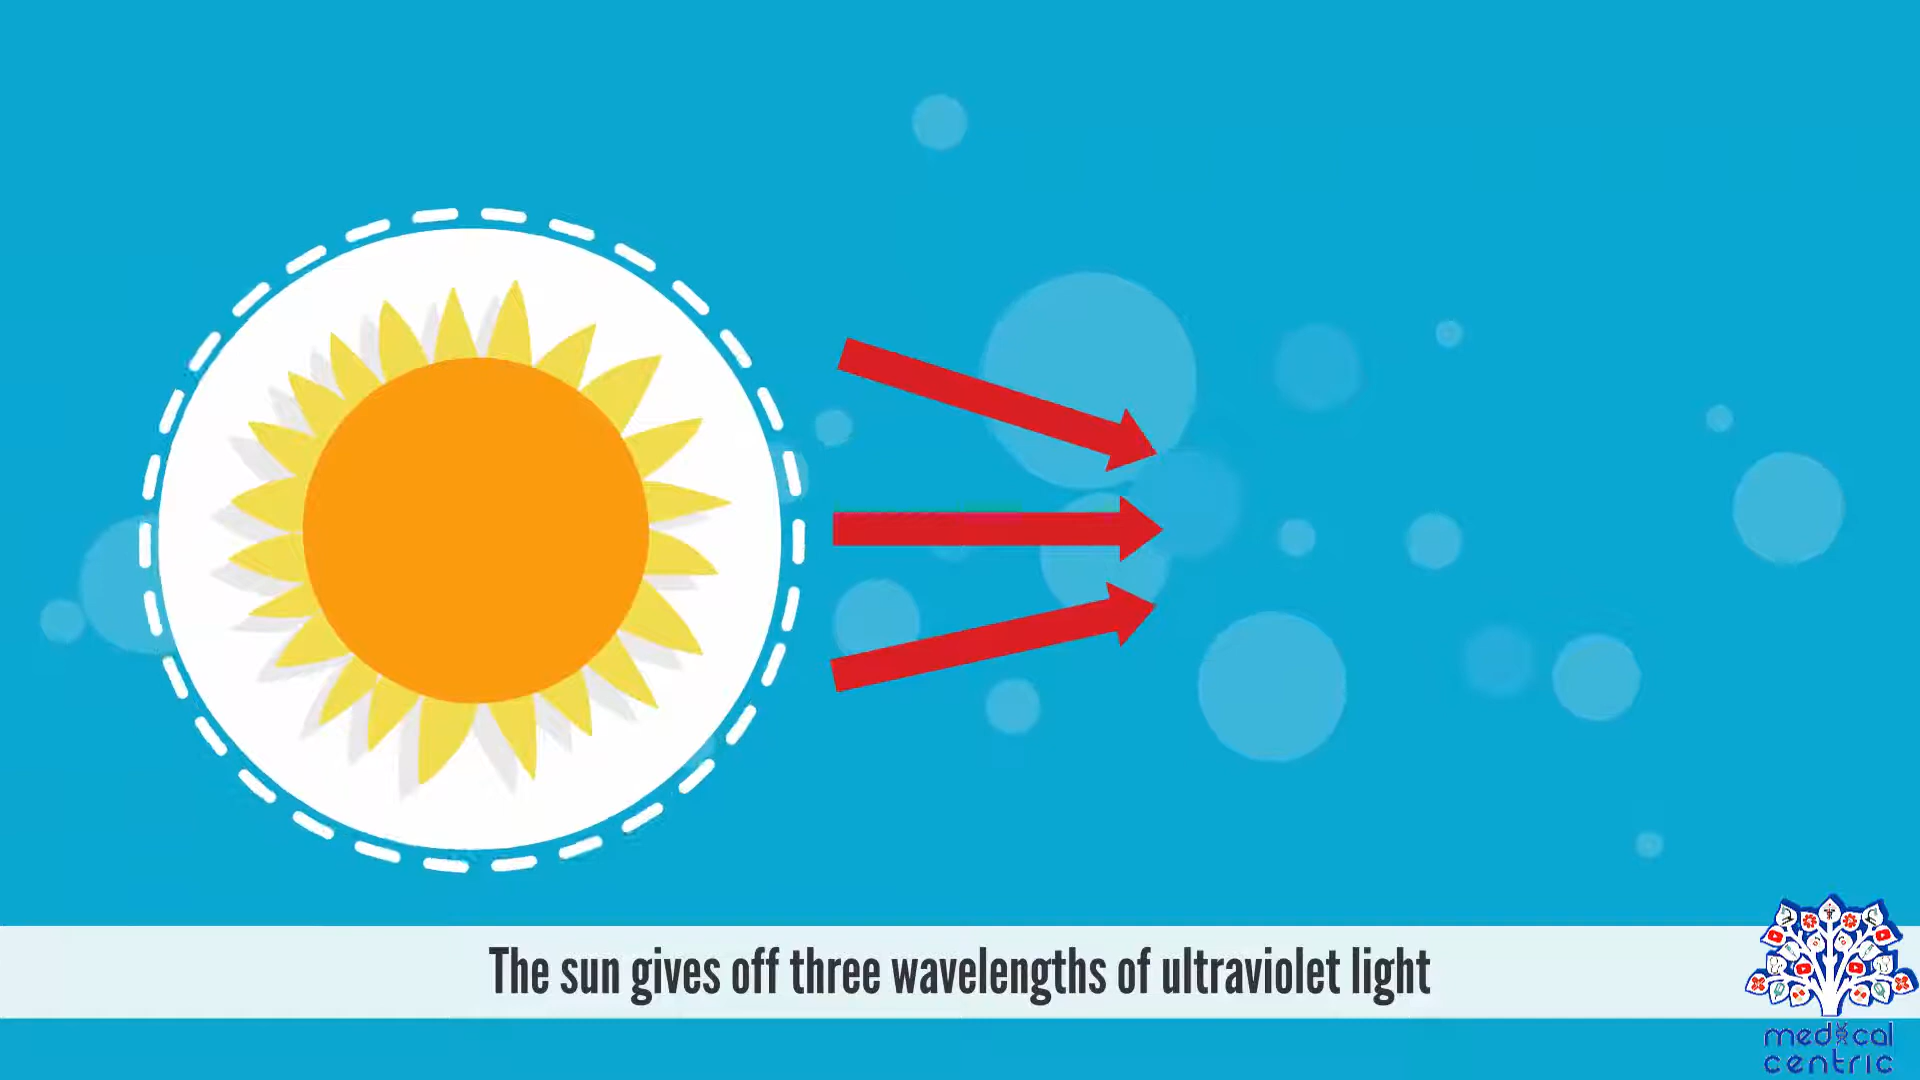 The sun gives off three wavelengths of ultraviolet light
medical
centric